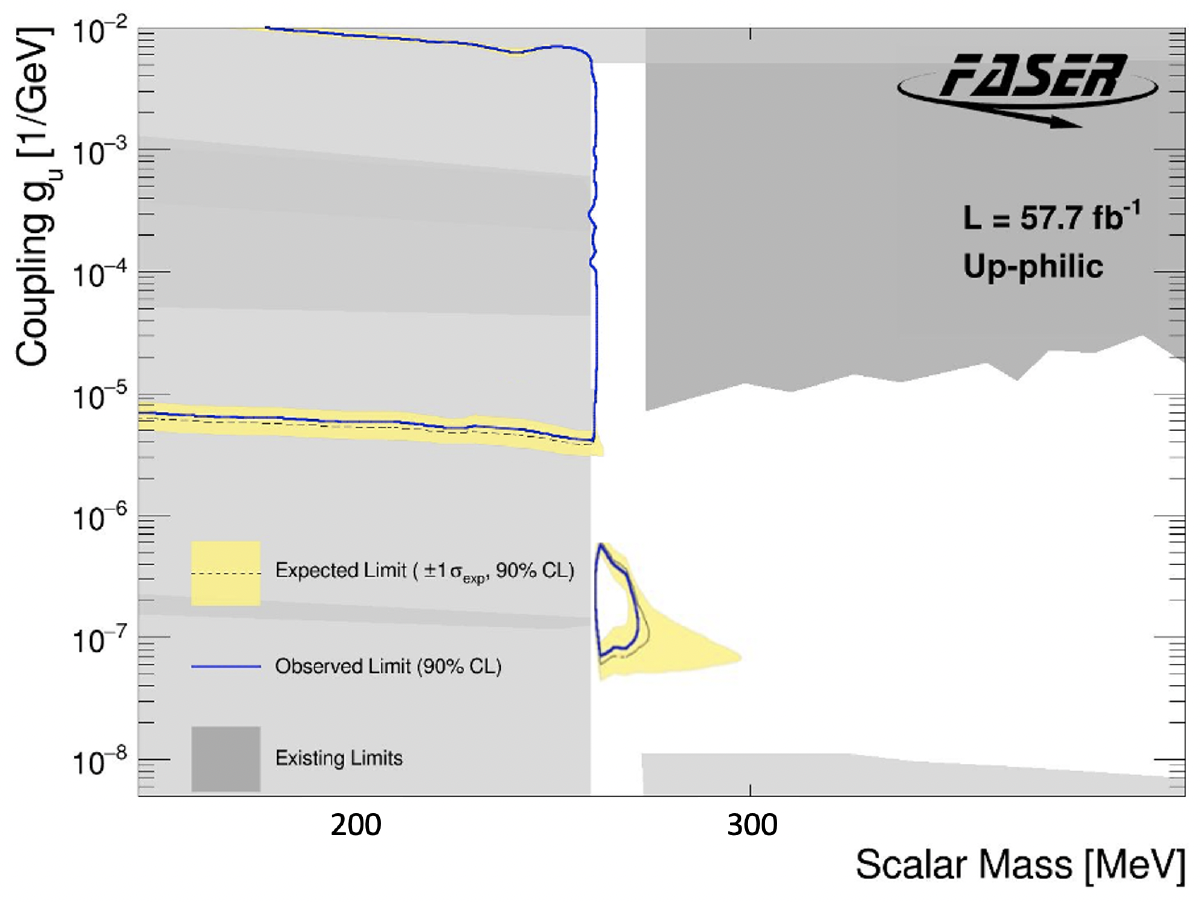 Coupling gᵤ [1/GeV]
10⁻²
10⁻³
10⁻⁴
10⁻⁵
10⁻⁶
10⁻⁷
10⁻⁸
FASER
L = 57.7 fb⁻¹
Up-philic
Expected Limit ( ±1 σ_exp, 90% CL)
Observed Limit (90% CL)
Existing Limits
200 300
Scalar Mass [MeV]